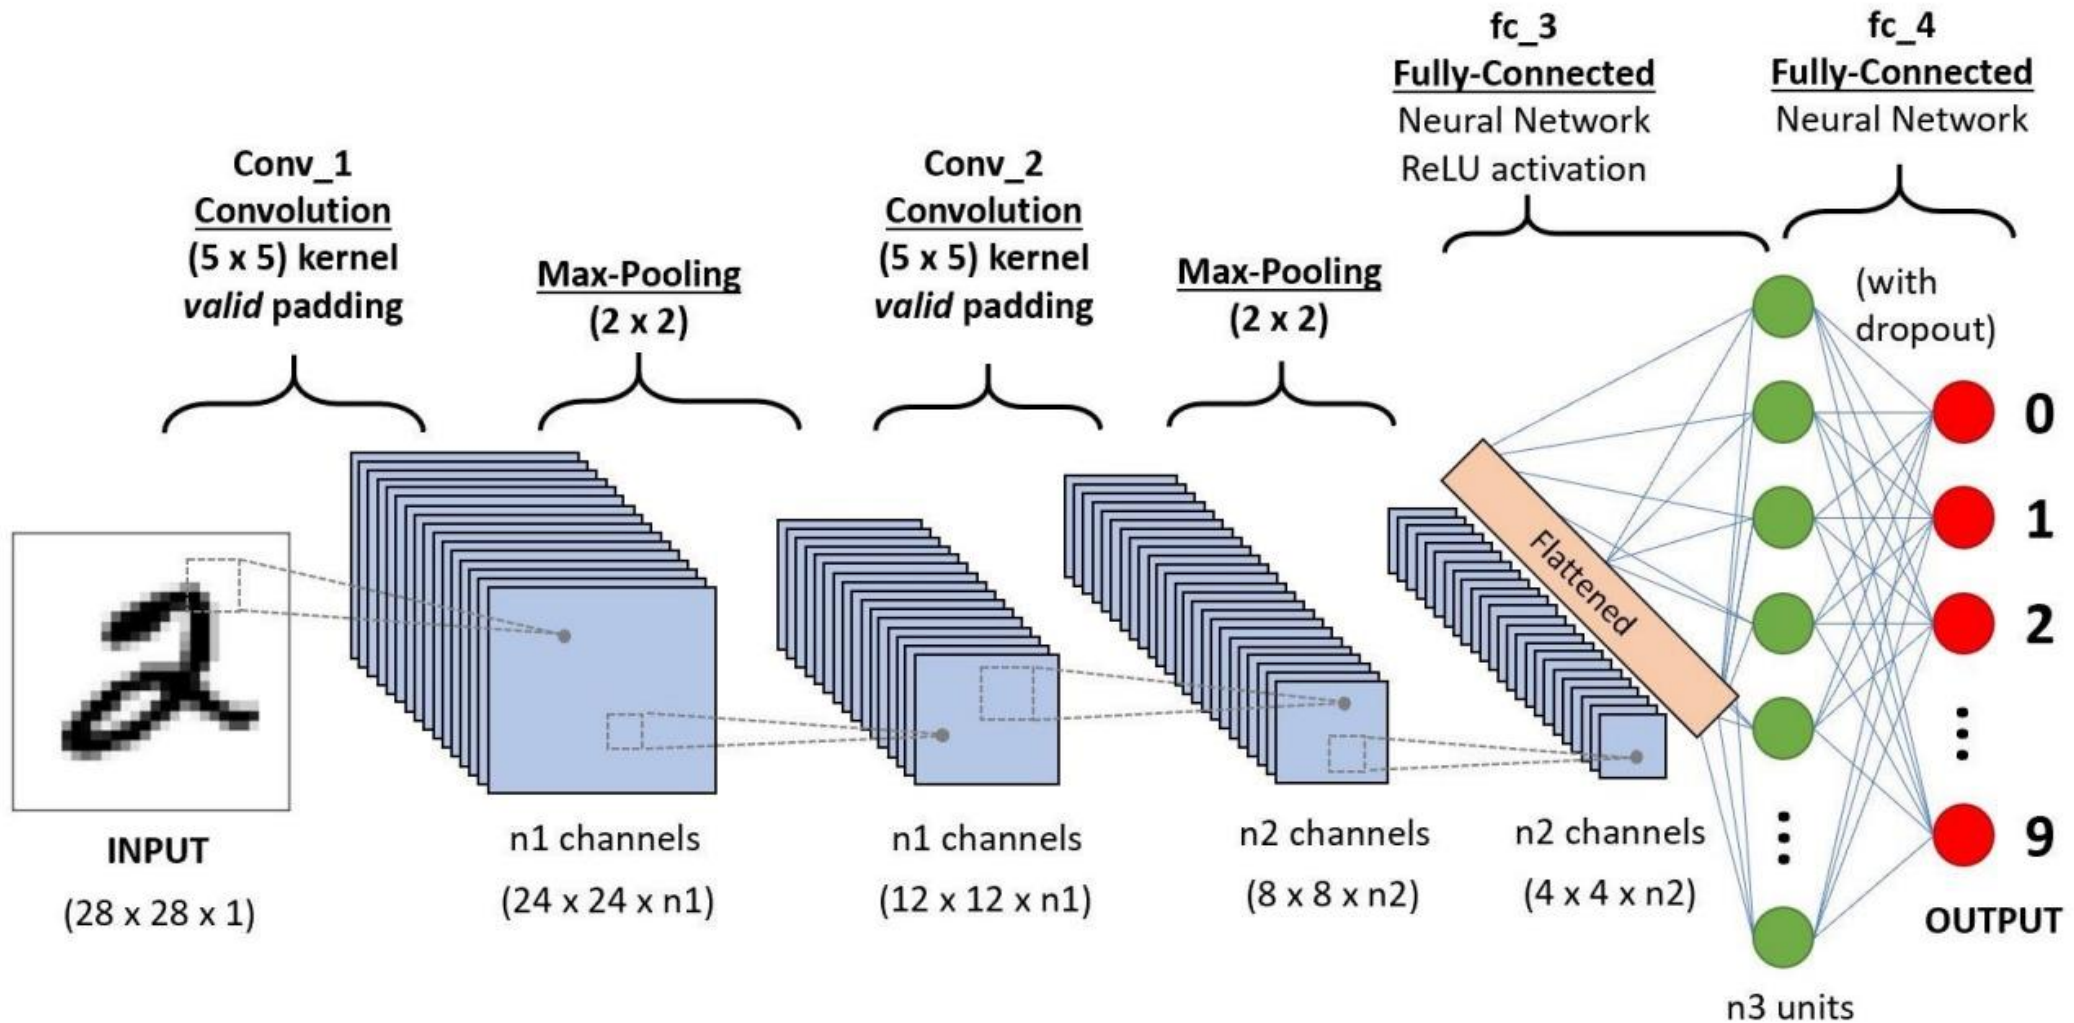 Conv_1
Convolution
(5 x 5) kernel
valid padding
Max-Pooling
(2 x 2)
Conv_2
Convolution
(5 x 5) kernel
valid padding
Max-Pooling
(2 x 2)
fc_3
Fully-Connected
Neural Network
ReLU activation
fc_4
Fully-Connected
Neural Network
(with
dropout)
INPUT
(28 x 28 x 1)
n1 channels
(24 x 24 x n1)
n1 channels
(12 x 12 x n1)
n2 channels
(8 x 8 x n2)
n2 channels
(4 x 4 x n2)
Flattened
n3 units
0
1
2
9
OUTPUT